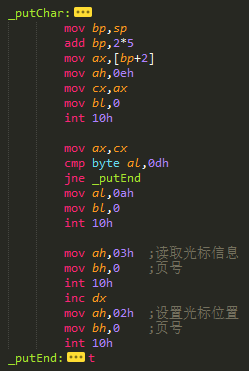 _putChar:
mov bp,sp
add bp,2*5
mov ax,[bp+2]
mov ah,0eh
mov cx,ax
mov bl,0
int 10h
mov ax,cx
cmp byte al,0dh
jne _putEnd
mov al,0ah
mov bl,0
int 10h
mov ah,03h ;读取光标信息
mov bh,0 ;页号
int 10h
inc dx
mov ah,02h ;设置光标位置
mov bh,0 ;页号
int 10h
_putEnd: t